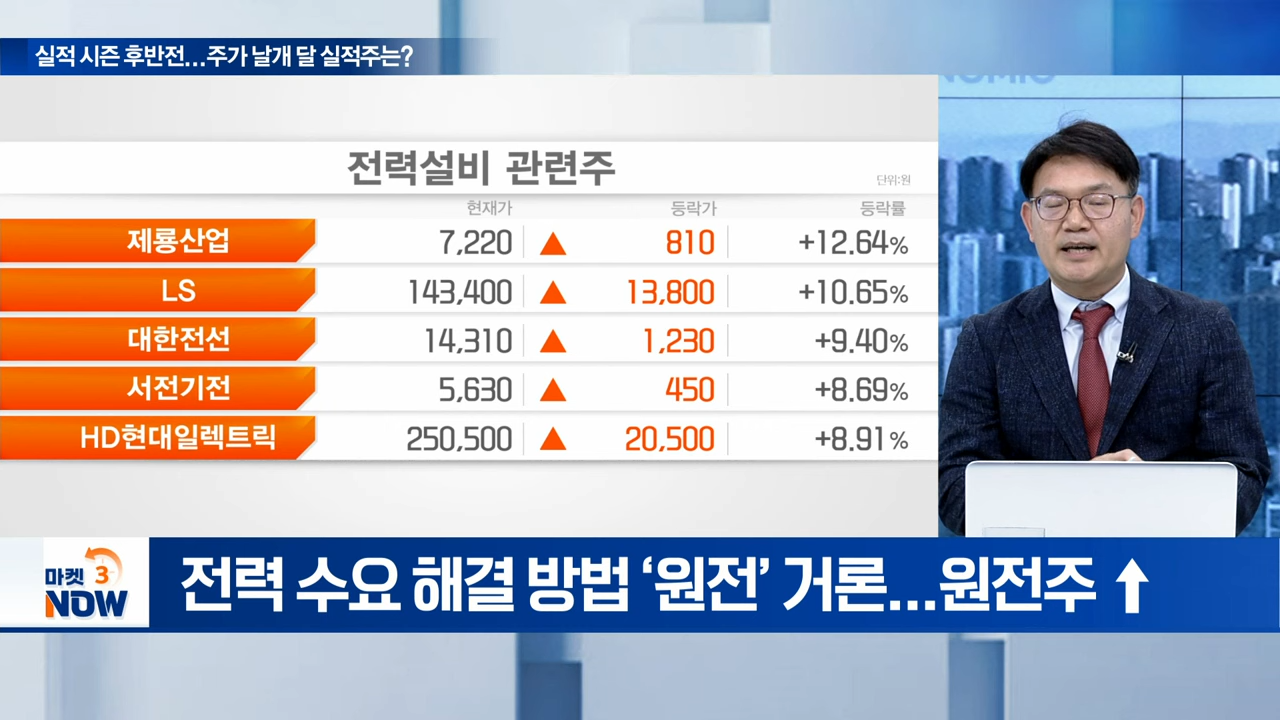 실적 시즌 후반전...주가 날개 달 실적주는?
전력설비 관련주
단위:원
현재가 등락가 등락률
제룡산업 7,220 ▲ 810 +12.64%
LS 143,400 ▲ 13,800 +10.65%
대한전선 14,310 ▲ 1,230 +9.40%
서전기전 5,630 ▲ 450 +8.69%
HD현대일렉트릭 250,500 ▲ 20,500 +8.91%
마켓 3
NOW
전력 수요 해결 방법 ‘원전’ 거론...원전주 ↑